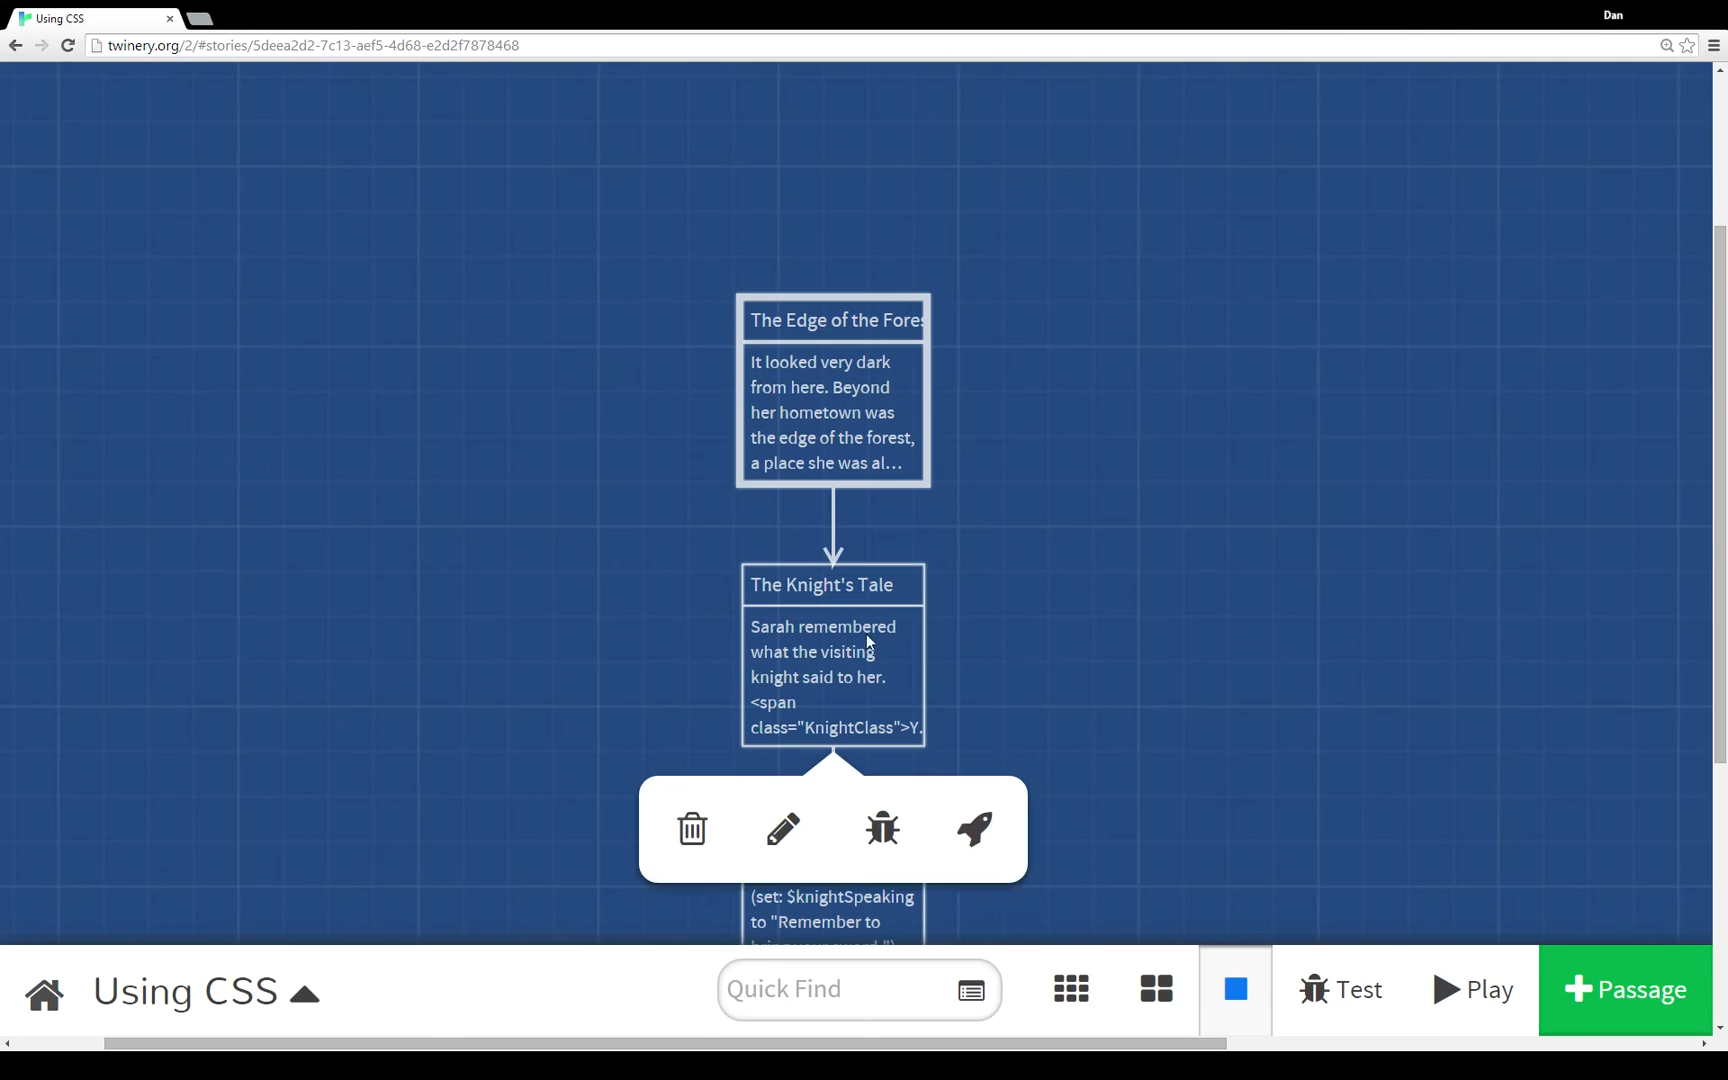 Using CSS
Dan
twinery.org/2/#stories/5deea2d2-7c13-aef5-4d68-e2d2f7878468
The Edge of the Fores
It looked very dark
from here. Beyond
her hometown was
the edge of the forest,
a place she was al...
The Knight's Tale
Sarah remembered
what the visiting
knight said to her.
<span
class="KnightClass">Y.
(set: $knightSpeaking
to "Remember to
Using CSS
Quick Find
Test
Play
Passage